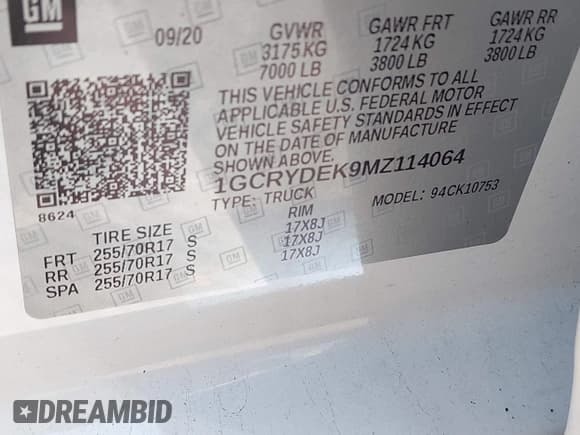 GM
09/20
GVWR
3175 KG
7000 LB
GAWR FRT
1724 KG
3800 LB
GAWR RR
1724 KG
3800 LB
THIS VEHICLE CONFORMS TO ALL
APPLICABLE U.S. FEDERAL MOTOR
VEHICLE SAFETY STANDARDS IN EFFECT
ON THE DATE OF MANUFACTURE
SHOWN ABOVE.
1GCRYDEK9MZ114064
TYPE: TRUCK
MODEL: 94CK10753
8624
TIRE SIZE RIM
FRT 255/70R17 S 17X8J
RR 255/70R17 S 17X8J
SPA 255/70R17 S 17X8J
DREAMBID